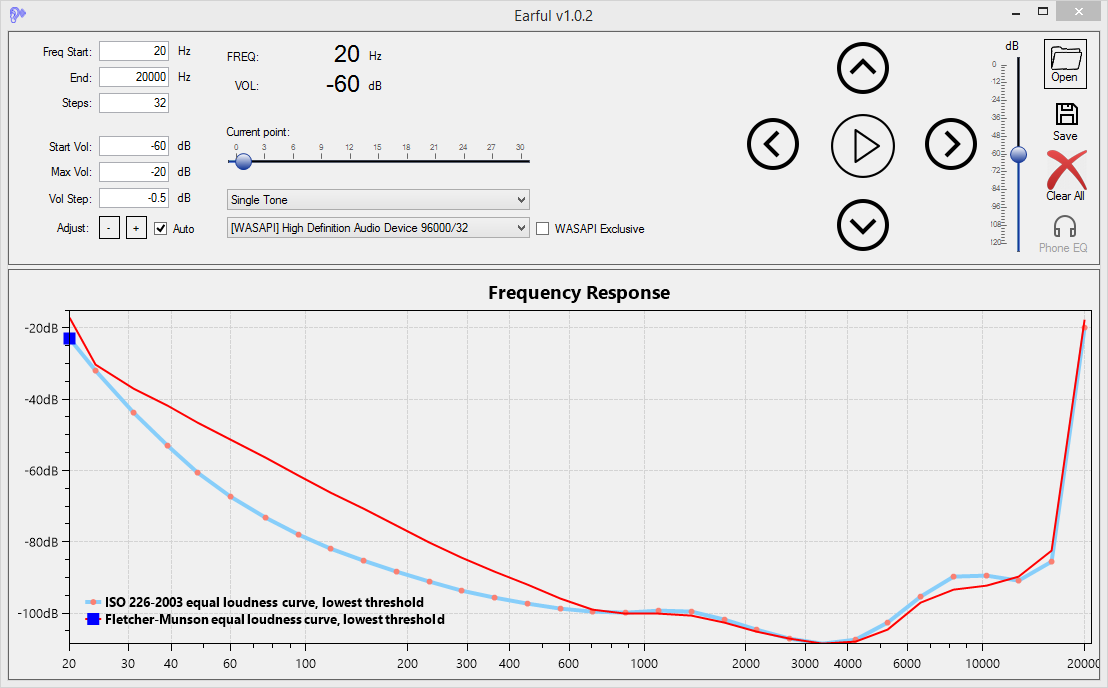 Earful v1.0.2
Freq Start: 20 Hz
End: 20000 Hz
Steps: 32
Start Vol: -60 dB
Max Vol: -20 dB
Vol Step: -0.5 dB
Adjust: - + Auto
FREQ: 20 Hz
VOL: -60 dB
Current point:
0 3 6 9 12 15 18 21 24 27 30
Single Tone
[WASAPI] High Definition Audio Device 96000/32
WASAPI Exclusive
dB
0
12
24
36
48
60
72
84
96
108
120
Open
Save
Clear All
Phone EQ
Frequency Response
-20dB
-40dB
-60dB
-80dB
-100dB
ISO 226-2003 equal loudness curve, lowest threshold
Fletcher-Munson equal loudness curve, lowest threshold
20 30 40 60 100 200 300 400 600 1000 2000 3000 4000 6000 10000 20000